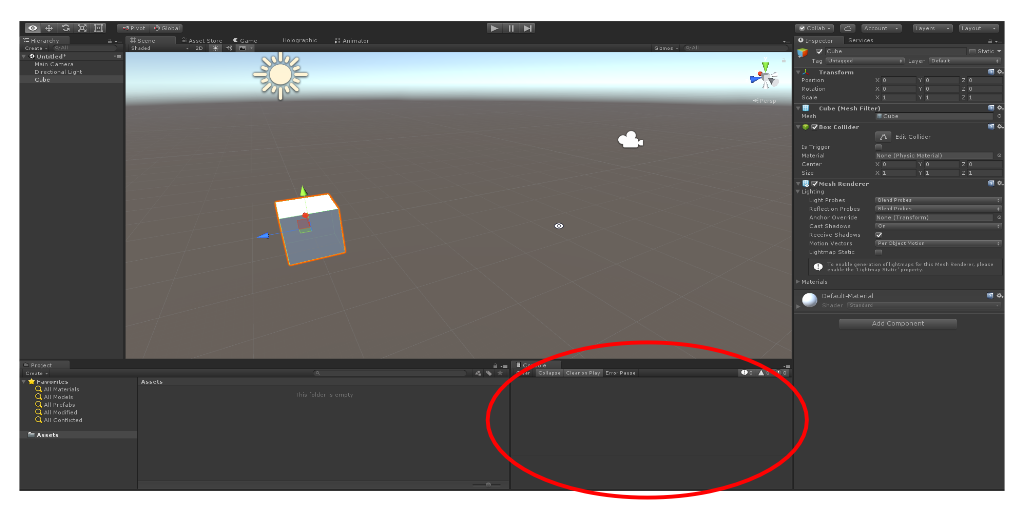 Pivot Global
Collab Account Layers Layout
Hierarchy
Create All
Untitled*
Main Camera
Directional Light
Cube
Scene Asset Store Game Holographic Animator
Shaded 2D Gizmos All
Persp
Inspector Services
Cube Static
Tag Untagged Layer Default
Transform
Position X 0 Y 0 Z 0
Rotation X 0 Y 0 Z 0
Scale X 1 Y 1 Z 1
Cube (Mesh Filter)
Mesh Cube
Box Collider
Edit Collider
Is Trigger
Material None (Physic Material)
Center X 0 Y 0 Z 0
Size X 1 Y 1 Z 1
Mesh Renderer
Lighting
Light Probes Blend Probes
Reflection Probes Blend Probes
Anchor Override None (Transform)
Cast Shadows On
Receive Shadows
Motion Vectors Per Object Motion
Lightmap Static
To enable generation of lightmaps for this Mesh Renderer, please
enable the 'Lightmap Static' property.
Materials
Default-Material
Shader Standard
Add Component
Project
Create
Favorites
All Materials
All Models
All Prefabs
All Modified
All Conflicted
Assets
Assets
This folder is empty
Collapse Clear on Play Error Pause